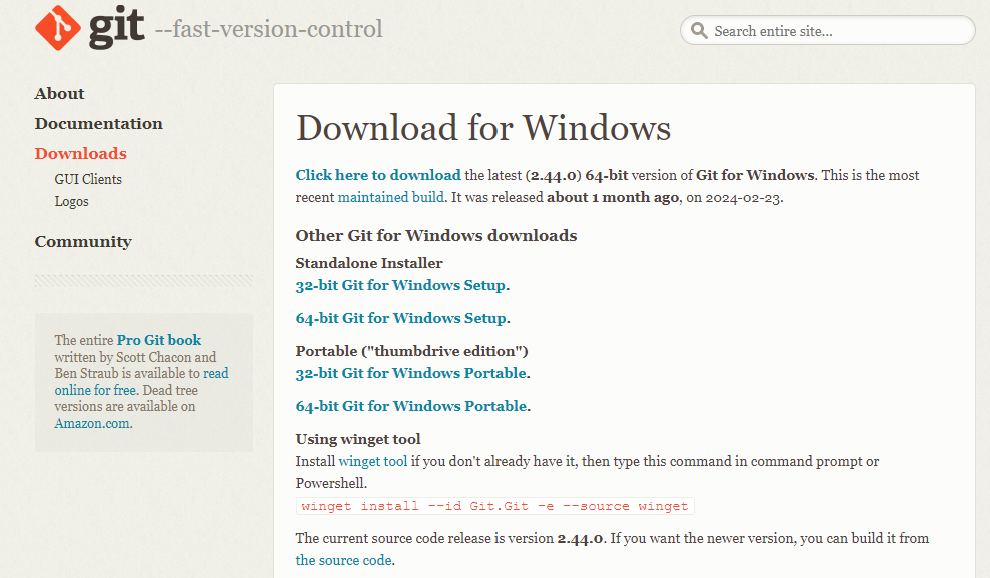 git --fast-version-control
Search entire site...
About
Documentation
Downloads
GUI Clients
Logos
Community
The entire Pro Git book
written by Scott Chacon and
Ben Straub is available to read
online for free. Dead tree
versions are available on
Amazon.com.
Download for Windows
Click here to download the latest (2.44.0) 64-bit version of Git for Windows. This is the most
recent maintained build. It was released about 1 month ago, on 2024-02-23.
Other Git for Windows downloads
Standalone Installer
32-bit Git for Windows Setup.
64-bit Git for Windows Setup.
Portable ("thumbdrive edition")
32-bit Git for Windows Portable.
64-bit Git for Windows Portable.
Using winget tool
Install winget tool if you don't already have it, then type this command in command prompt or
Powershell.
winget install --id Git.Git -e --source winget
The current source code release is version 2.44.0. If you want the newer version, you can build it from
the source code.